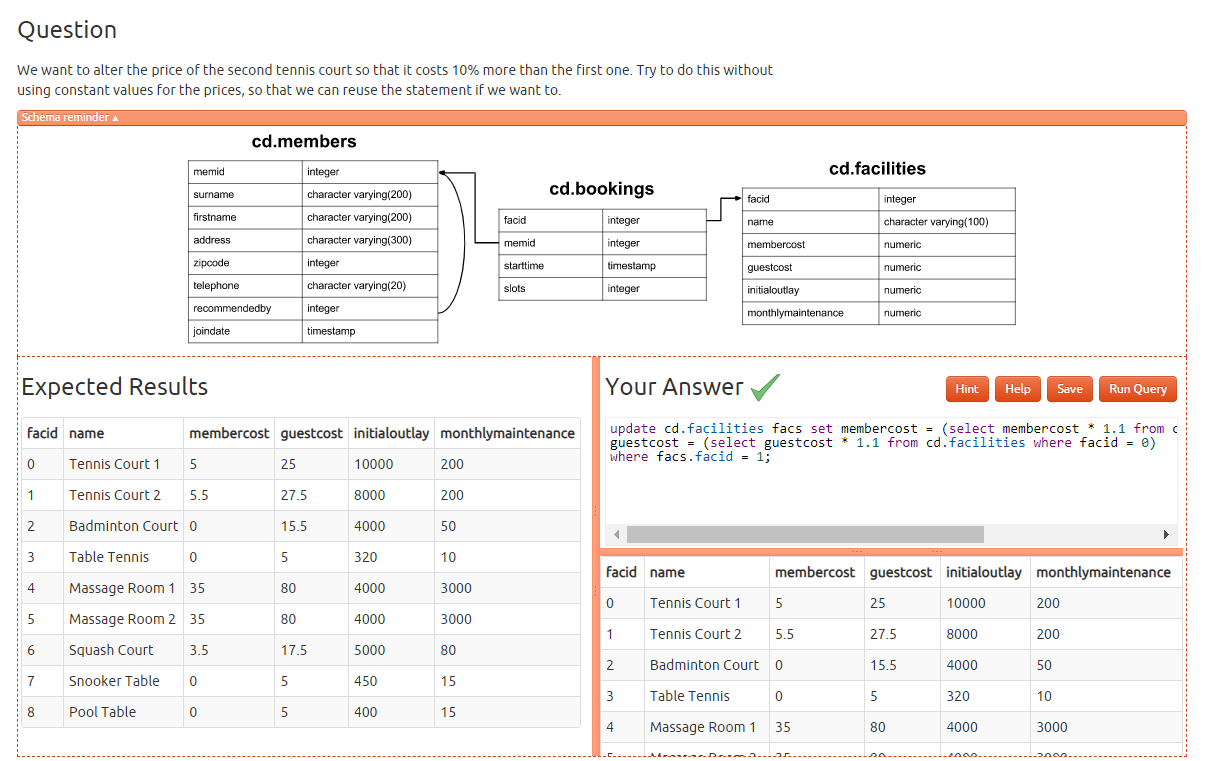 Question
We want to alter the price of the second tennis court so that it costs 10% more than the first one. Try to do this without
using constant values for the prices, so that we can reuse the statement if we want to.
Schema reminder ▲
cd.members
memid integer
surname character varying(200)
firstname character varying(200)
address character varying(300)
zipcode integer
telephone character varying(20)
recommendedby integer
joindate timestamp
cd.bookings
facid integer
memid integer
starttime timestamp
slots integer
cd.facilities
facid integer
name character varying(100)
membercost numeric
guestcost numeric
initialoutlay numeric
monthlymaintenance numeric
Expected Results
facid name membercost guestcost initialoutlay monthlymaintenance
0 Tennis Court 1 5 25 10000 200
1 Tennis Court 2 5.5 27.5 8000 200
2 Badminton Court 0 15.5 4000 50
3 Table Tennis 0 5 320 10
4 Massage Room 1 35 80 4000 3000
5 Massage Room 2 35 80 4000 3000
6 Squash Court 3.5 17.5 5000 80
7 Snooker Table 0 5 450 15
8 Pool Table 0 5 400 15
Your Answer
Hint Help Save Run Query
update cd.facilities facs set membercost = (select membercost * 1.1 from
guestcost = (select guestcost * 1.1 from cd.facilities where facid = 0)
where facs.facid = 1;
facid name membercost guestcost initialoutlay monthlymaintenance
0 Tennis Court 1 5 25 10000 200
1 Tennis Court 2 5.5 27.5 8000 200
2 Badminton Court 0 15.5 4000 50
3 Table Tennis 0 5 320 10
4 Massage Room 1 35 80 4000 3000